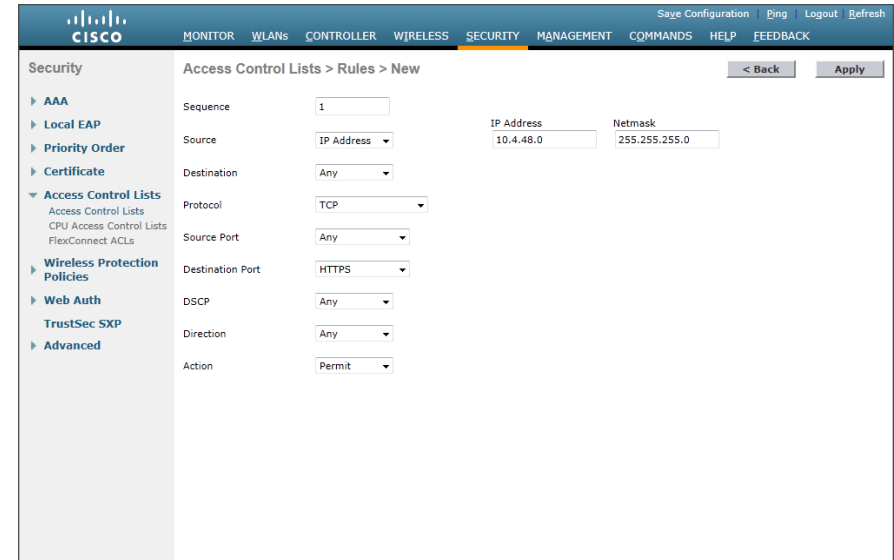 Save Configuration | Ping | Logout | Refresh
CISCO
MONITOR WLANs CONTROLLER WIRELESS SECURITY MANAGEMENT COMMANDS HELP FEEDBACK
Security
AAA
Local EAP
Priority Order
Certificate
Access Control Lists
Access Control Lists
CPU Access Control Lists
FlexConnect ACLs
Wireless Protection
Policies
Web Auth
TrustSec SXP
Advanced
Access Control Lists > Rules > New
< Back
Apply
Sequence 1
IP Address Netmask
Source IP Address 10.4.48.0 255.255.255.0
Destination Any
Protocol TCP
Source Port Any
Destination Port HTTPS
DSCP Any
Direction Any
Action Permit